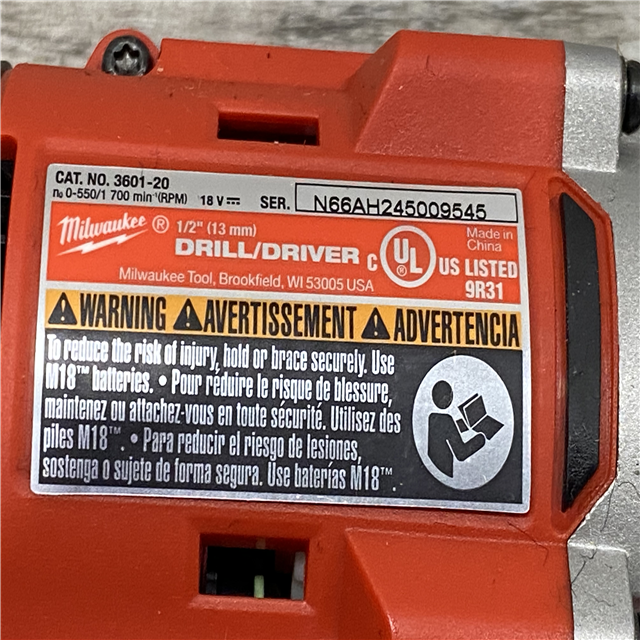 CAT. NO. 3601-20
n₀ 0-550/1 700 min⁻¹(RPM) 18 V ⎓ SER. N66AH245009545
Milwaukee ® 1/2" (13 mm)
DRILL/DRIVER
Made in
China
C UL ® US LISTED
9R31
Milwaukee Tool, Brookfield, WI 53005 USA
⚠WARNING ⚠AVERTISSEMENT ⚠ADVERTENCIA
To reduce the risk of injury, hold or brace securely. Use
M18™ batteries. • Pour réduire le risque de blessure,
maintenez ou attachez-vous en toute sécurité. Utilisez des
piles M18™. • Para reducir el riesgo de lesiones,
sostenga o sujete de forma segura. Use baterías M18™.